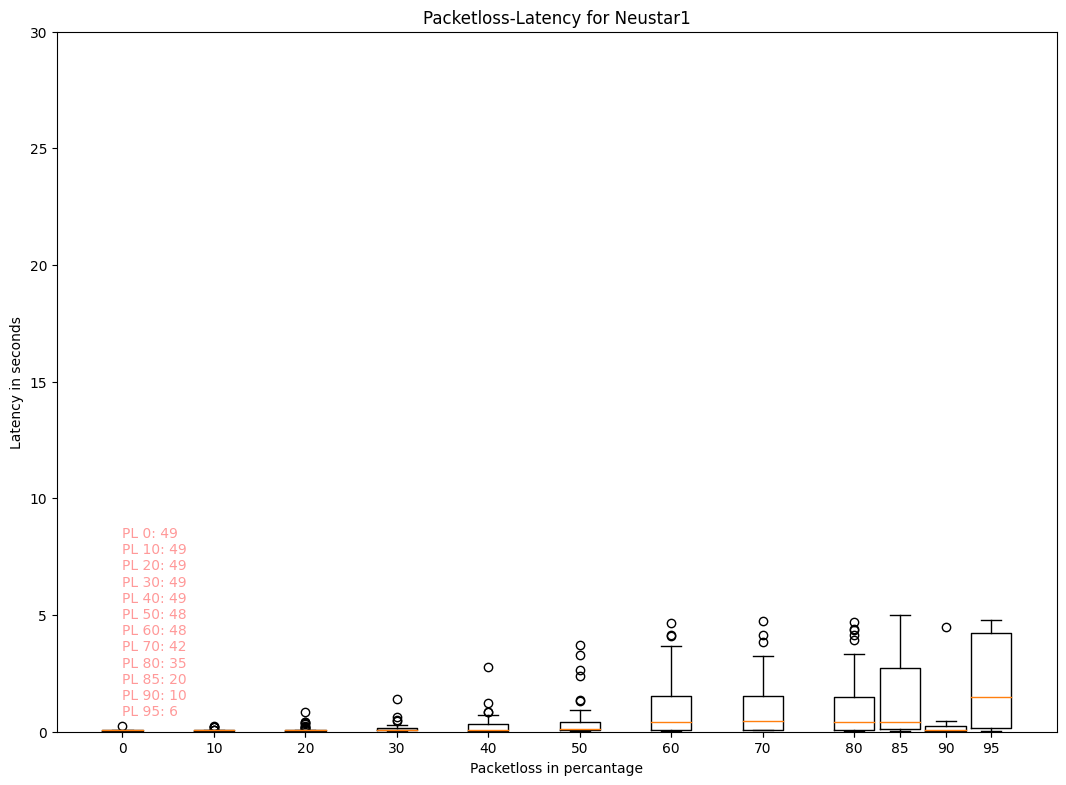 Packetloss-Latency for Neustar1
30
25
20
15
10
5
0
Latency in seconds
PL 0: 49
PL 10: 49
PL 20: 49
PL 30: 49
PL 40: 49
PL 50: 48
PL 60: 48
PL 70: 42
PL 80: 35
PL 85: 20
PL 90: 10
PL 95: 6
0 10 20 30 40 50 60 70 80 85 90 95
Packetloss in percantage